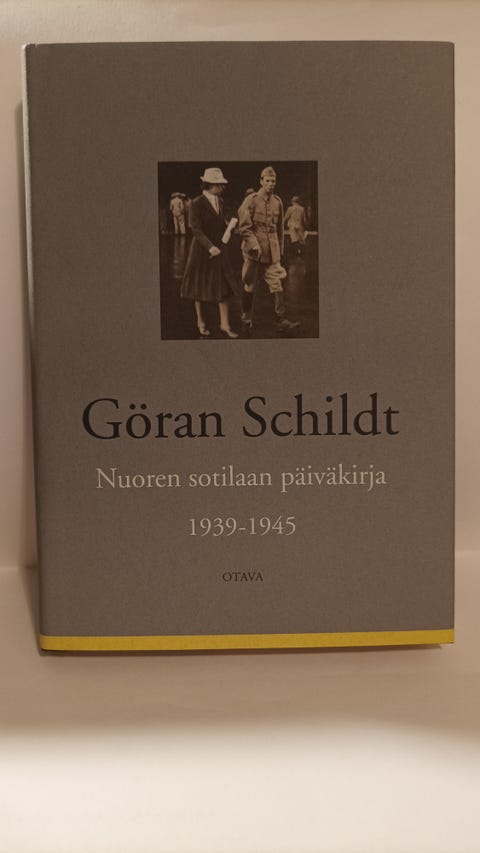 Göran Schildt
Nuoren sotilaan päiväkirja
1939-1945
OTAVA